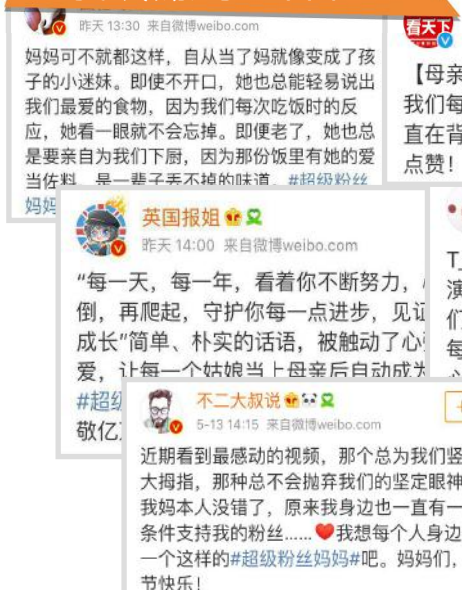 昨天 13:30 来自微博weibo.com
妈妈可不就都这样，自从当了妈就像变成了孩
子的小迷妹。即使不开口，她也总能轻易说出
我们最爱的食物，因为我们每次吃饭时的反
应，她看一眼就不会忘掉。即便老了，她也总
是要亲自为我们下厨，因为那份饭里有她的爱
当佐料，是一辈子丢不掉的味道。#超级粉丝
妈妈
看天下
【母亲
我们每
直在背
点赞！
英国报姐
昨天 14:00 来自微博weibo.com
“每一天，每一年，看着你不断努力，
倒，再爬起，守护你每一点进步，见证
成长”简单、朴实的话语，被触动了心
爱，让每一个姑娘当上母亲后自动成为
#超级
敬亿
T_
演
们
每
不二大叔说
5-13 14:15 来自微博weibo.com
近期看到最感动的视频，那个总为我们竖
大拇指，那种总不会抛弃我们的坚定眼神
我妈本人没错了，原来我身边也一直有一
条件支持我的粉丝......❤我想每个人身边
一个这样的#超级粉丝妈妈#吧。妈妈们，
节快乐！